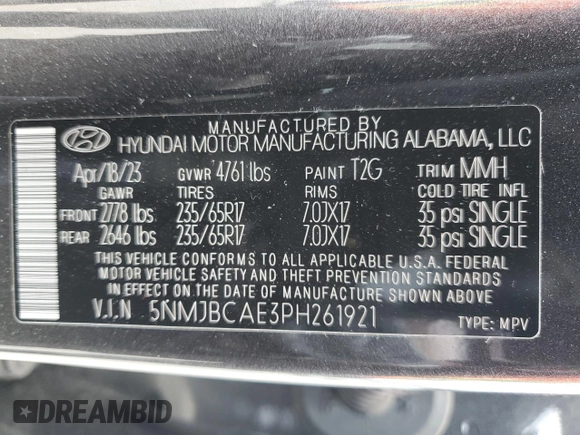 MANUFACTURED BY
HYUNDAI MOTOR MANUFACTURING ALABAMA, LLC
Apr/18/23 GVWR 4761 lbs PAINT T2G TRIM MMH
GAWR TIRES RIMS COLD TIRE INFL
FRONT 2778 lbs 235/65R17 7.0JX17 35 psi SINGLE
REAR 2646 lbs 235/65R17 7.0JX17 35 psi SINGLE
THIS VEHICLE CONFORMS TO ALL APPLICABLE U.S.A. FEDERAL
MOTOR VEHICLE SAFETY AND THEFT PREVENTION STANDARDS
IN EFFECT ON THE DATE OF MANUFACTURE SHOWN ABOVE.
V.I.N 5NMJBCAE3PH261921 TYPE: MPV
DREAMBID